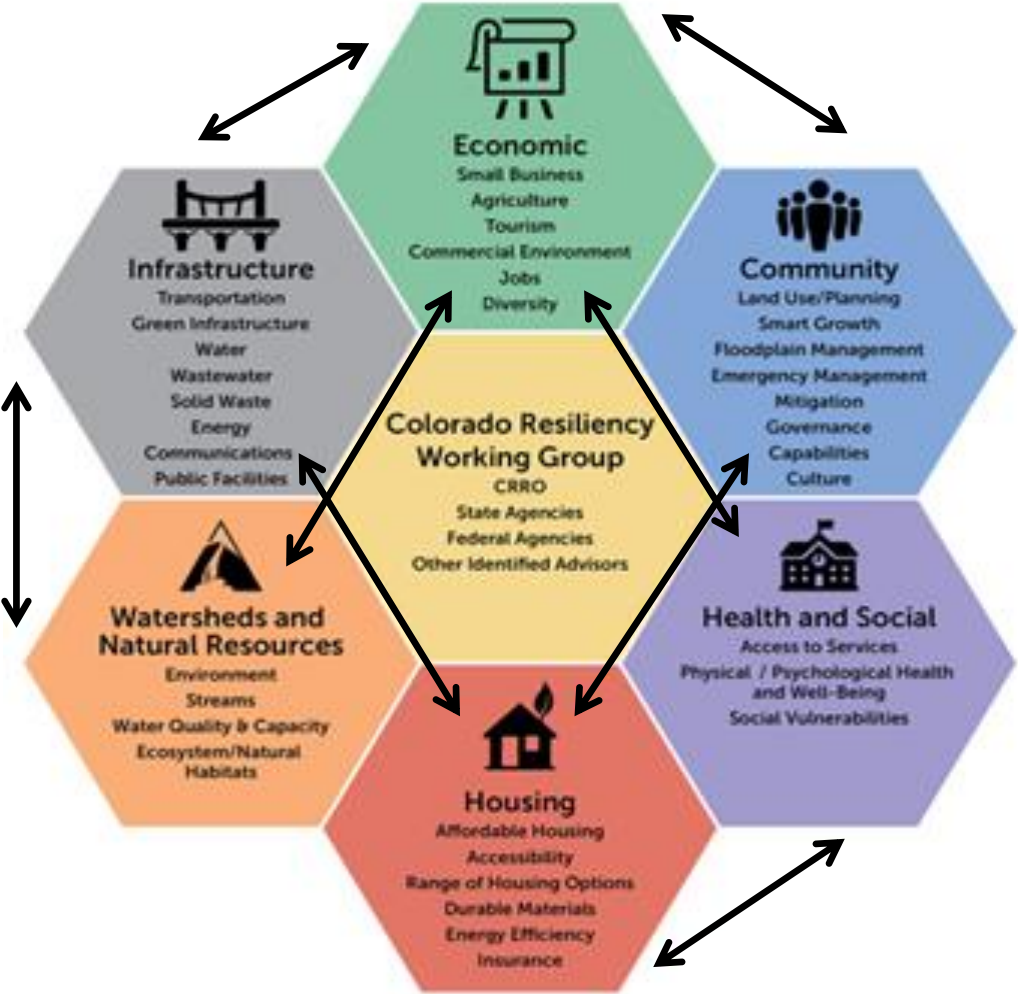 Economic
Small Business
Agriculture
Tourism
Commercial Environment
Jobs
Diversity
Infrastructure
Transportation
Green Infrastructure
Water
Wastewater
Solid Waste
Energy
Communications
Public Facilities
Community
Land Use/Planning
Smart Growth
Floodplain Management
Emergency Management
Mitigation
Governance
Capabilities
Culture
Colorado Resiliency
Working Group
CRRO
State Agencies
Federal Agencies
Other Identified Advisors
Watersheds and
Natural Resources
Environment
Streams
Water Quality & Capacity
Ecosystem/Natural
Habitats
Health and Social
Access to Services
Physical / Psychological Health
and Well-Being
Social Vulnerabilities
Housing
Affordable Housing
Accessibility
Range of Housing Options
Durable Materials
Energy Efficiency
Insurance